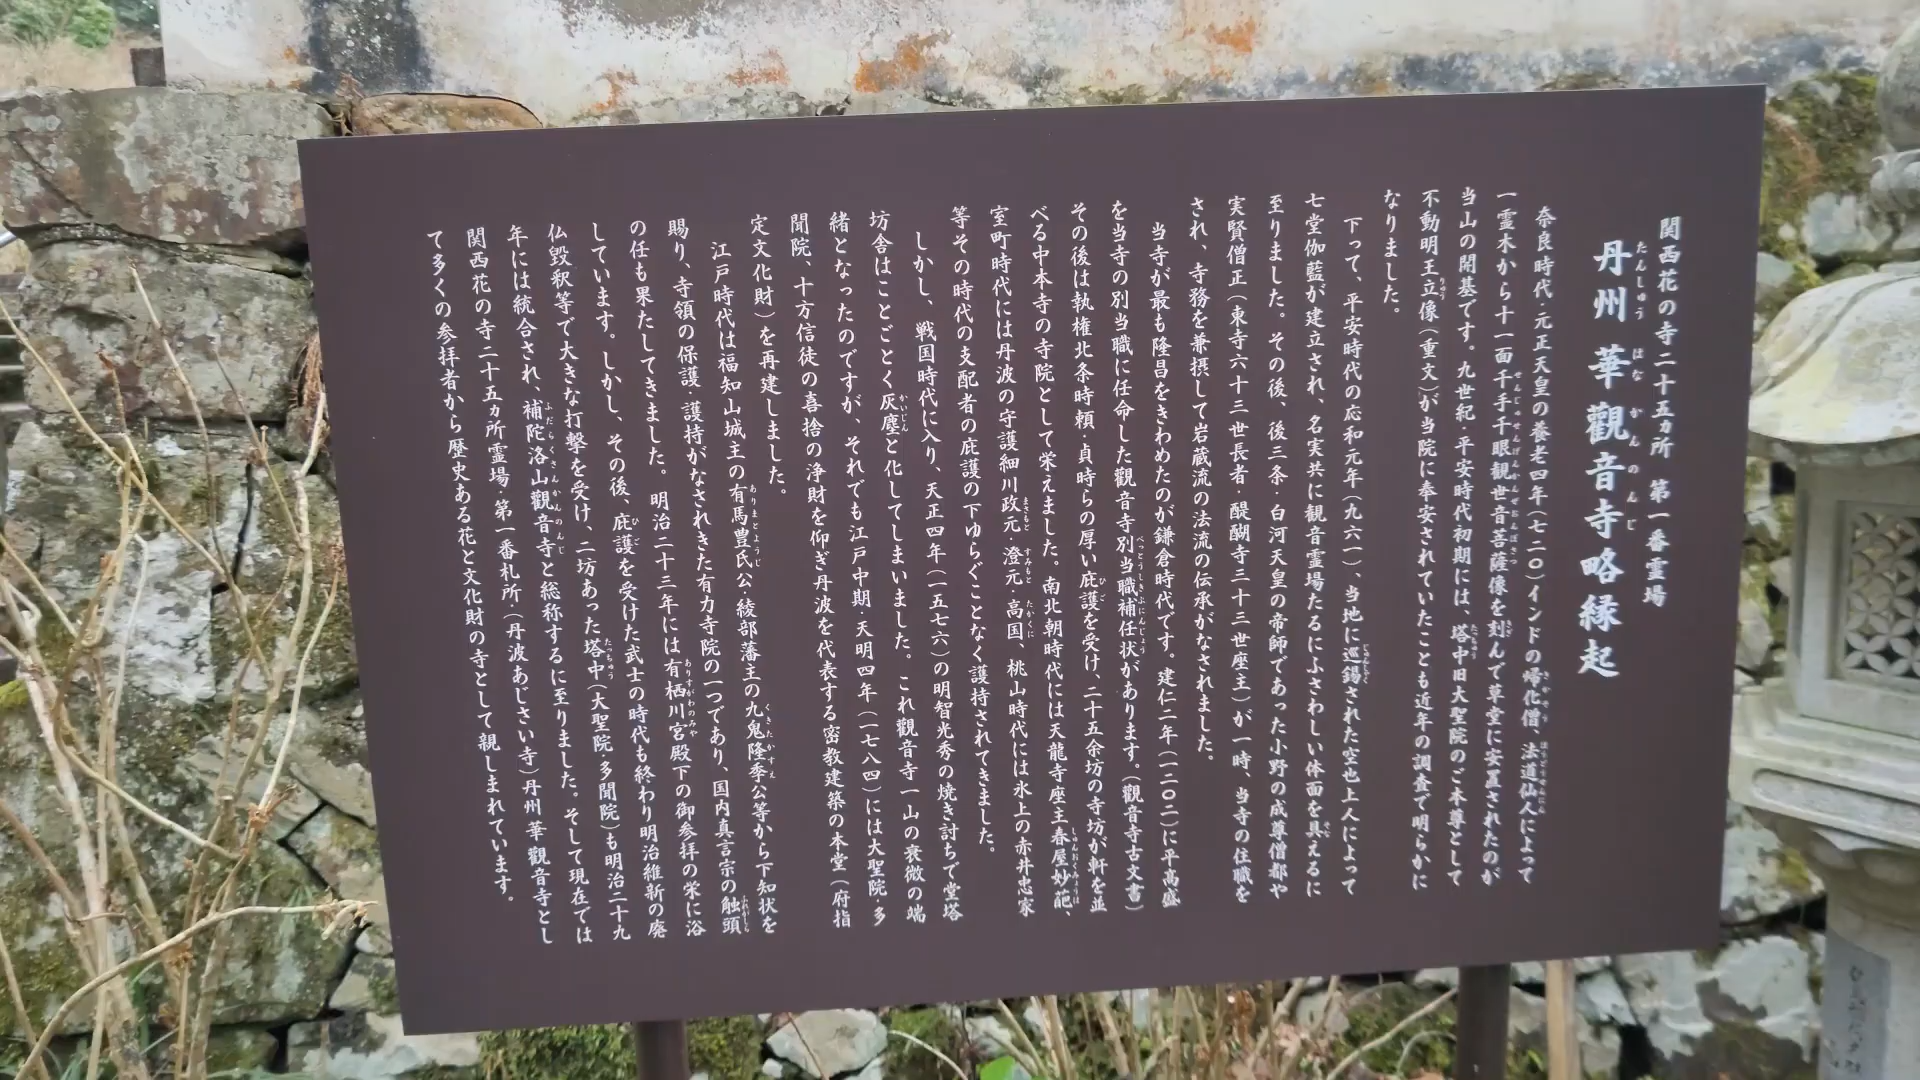 関西花の寺二十五ヵ所 第一番霊場
丹州 華 觀音寺略縁起
奈良時代・元正天皇の養老四年(七二〇)インドの帰化僧、法道仙人によって
一霊木から十一面千手千眼観世音菩薩像を刻んで草堂に安置されたのが
当山の開基です。九世紀 平安時代初期には、塔中旧大聖院のご本尊として
不動明王立像(重文)が当院に奉安されていたことも近年の調査で明らかに
なりました。
下って、平安時代の応和元年(九六一)、当地に巡錫された空也上人によって
七堂伽藍が建立され、名実共に観音霊場たるにふさわしい体面を具えるに
至りました。その後、後三条・白河天皇の帝師であった小野の成尊僧都や
実賢僧正(東寺六十三世長者・醍醐寺三十三世座主)が一時、当寺の住職を
され、寺務を兼摂して岩蔵流の法流の伝承がなされました。
当寺が最も隆昌をきわめたのが鎌倉時代です。建仁二年(一二〇二)に平高盛
を当寺の別当職に任命した觀音寺別当職補任状があります。(觀音寺古文書)
その後は執権北条時頼・貞時らの厚い庇護を受け、二十五余坊の寺坊が軒を並
べる中本寺の寺院として栄えました。南北朝時代には天龍寺座主春屋妙葩、
室町時代には丹波の守護細川政元・澄元・高国、桃山時代には氷上の赤井忠家
等その時代の支配者の庇護の下ゆらぐことなく護持されてきました。
しかし、戦国時代に入り、天正四年(一五七六)の明智光秀の焼き討ちで堂塔
坊舎はことごとく灰塵と化してしまいました。これ觀音寺一山の衰微の端
緒となったのですが、それでも江戸中期・天明四年(一七八四)には大聖院・多
聞院、十方信徒の喜捨の浄財を仰ぎ丹波を代表する密教建築の本堂(府指
定文化財)を再建しました。
江戸時代は福知山城主の有馬豊氏公・綾部藩主の九鬼隆季公等から下知状を
賜り、寺領の保護・護持がなされきた有力寺院の一つであり、国内真言宗の触頭
の任も果たしてきました。明治二十三年には有栖川宮殿下の御参拝の栄に浴
しています。しかし、その後、庇護を受けた武士の時代も終わり明治維新の廃
仏毀釈等で大きな打撃を受け、二坊あった塔中(大聖院・多聞院)も明治二十九
年には統合され、補陀洛山觀音寺と総称するに至りました。そして現在では
関西花の寺二十五ヵ所霊場・第一番札所・(丹波あじさい寺)丹州 華 觀音寺とし
て多くの参拝者から歴史ある花と文化財の寺として親しまれています。